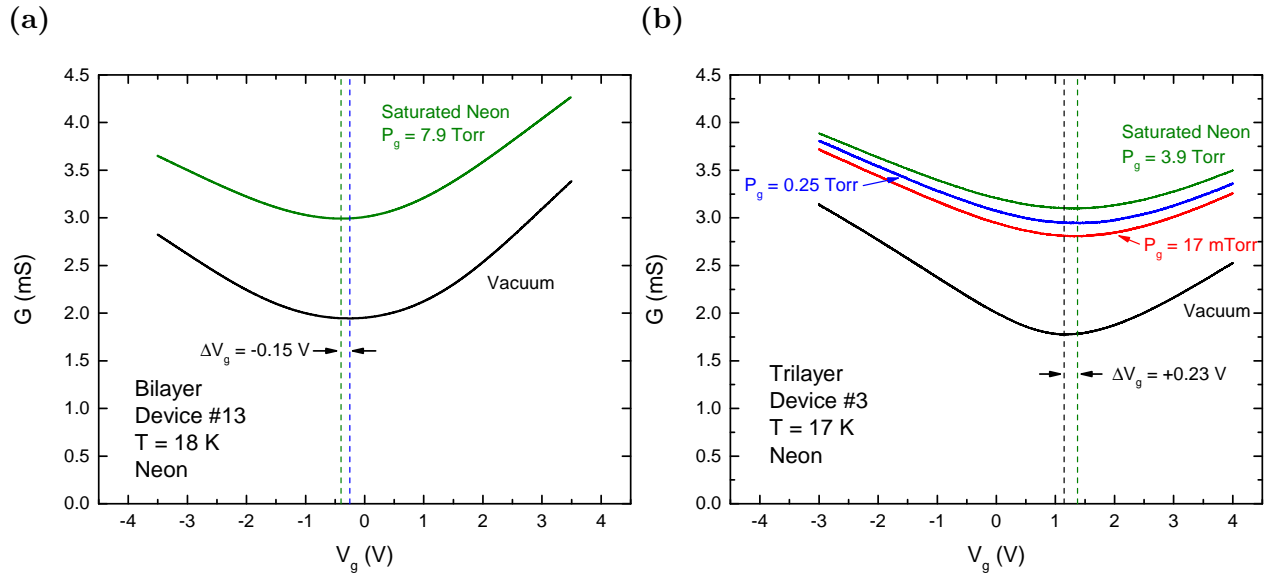 (a)
4.5
4.0
3.5
3.0
2.5
2.0
1.5
1.0
0.5
0.0
G (mS)
Saturated Neon
P_g = 7.9 Torr
Vacuum
ΔV_g = -0.15 V
Bilayer
Device #13
T = 18 K
Neon
-4 -3 -2 -1 0 1 2 3 4
V_g (V)
(b)
4.5
4.0
3.5
3.0
2.5
2.0
1.5
1.0
0.5
0.0
G (mS)
Saturated Neon
P_g = 3.9 Torr
P_g = 0.25 Torr
P_g = 17 mTorr
Vacuum
ΔV_g = +0.23 V
Trilayer
Device #3
T = 17 K
Neon
-4 -3 -2 -1 0 1 2 3 4
V_g (V)